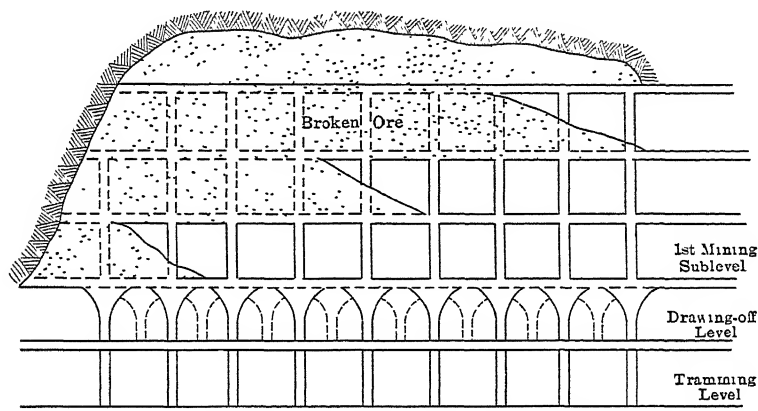 Broken Ore
1st Mining
Sublevel
Drawing-off
Level
Tramming
Level